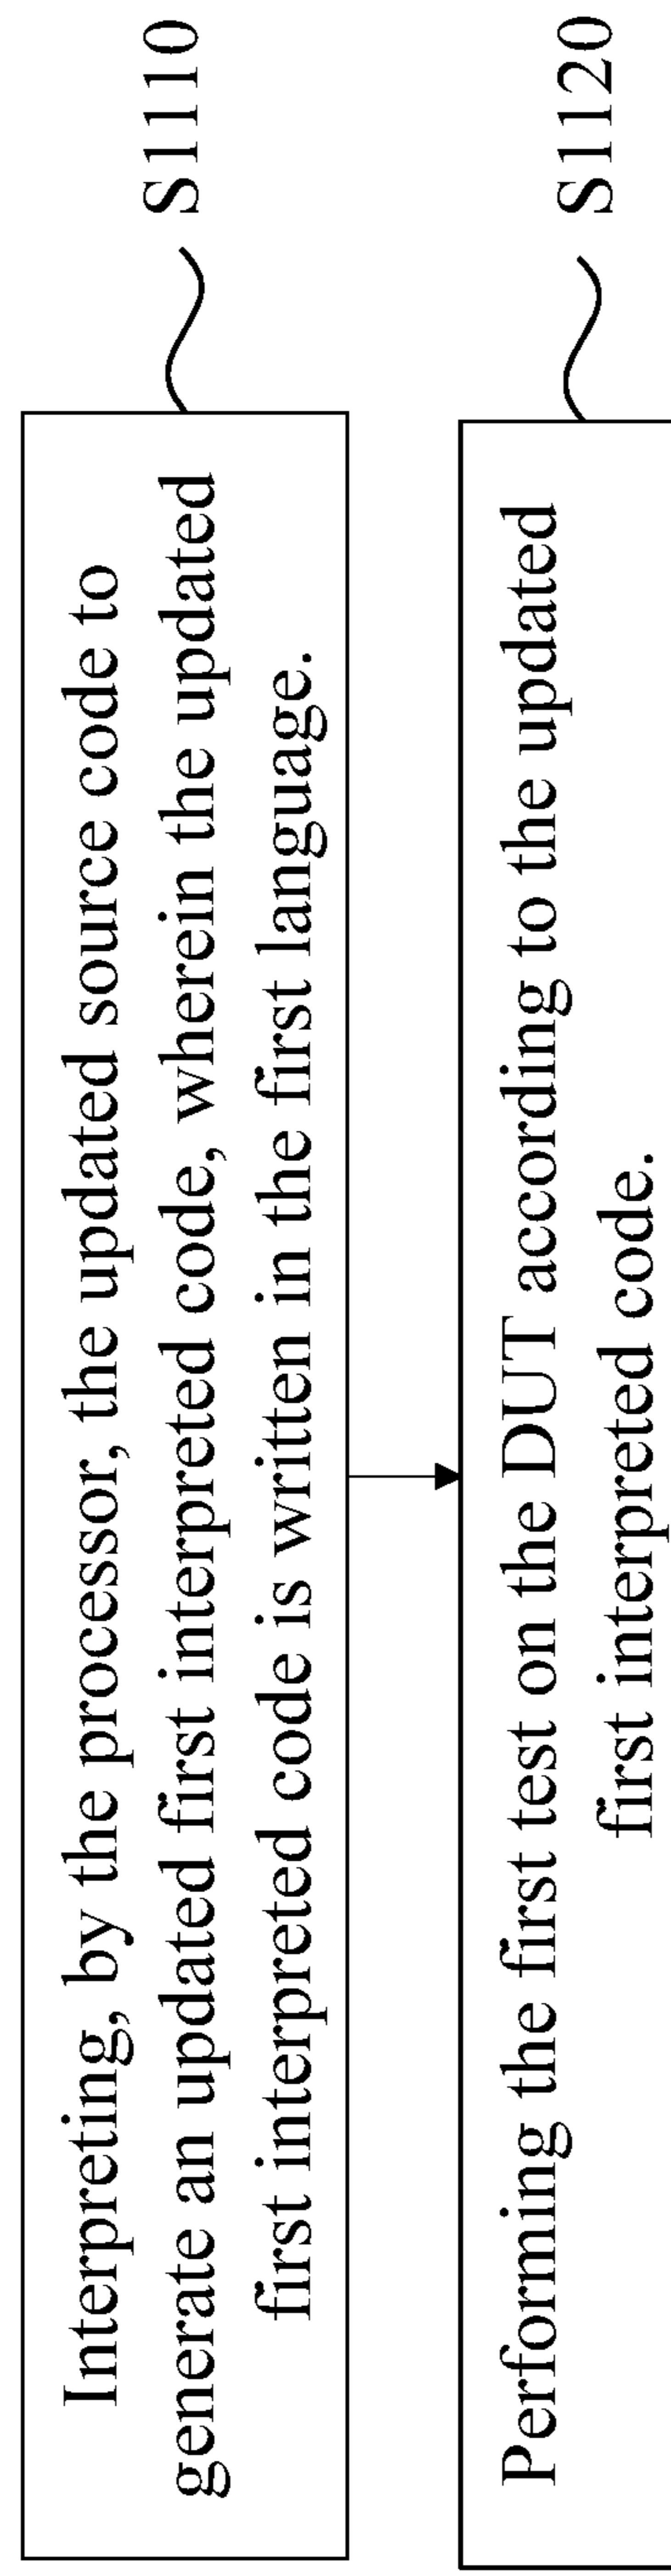 Interpreting, by the processor, the updated source code to
generate an updated first interpreted code, wherein the updated
first interpreted code is written in the first language.
S1110
Performing the first test on the DUT according to the updated
first interpreted code.
S1120